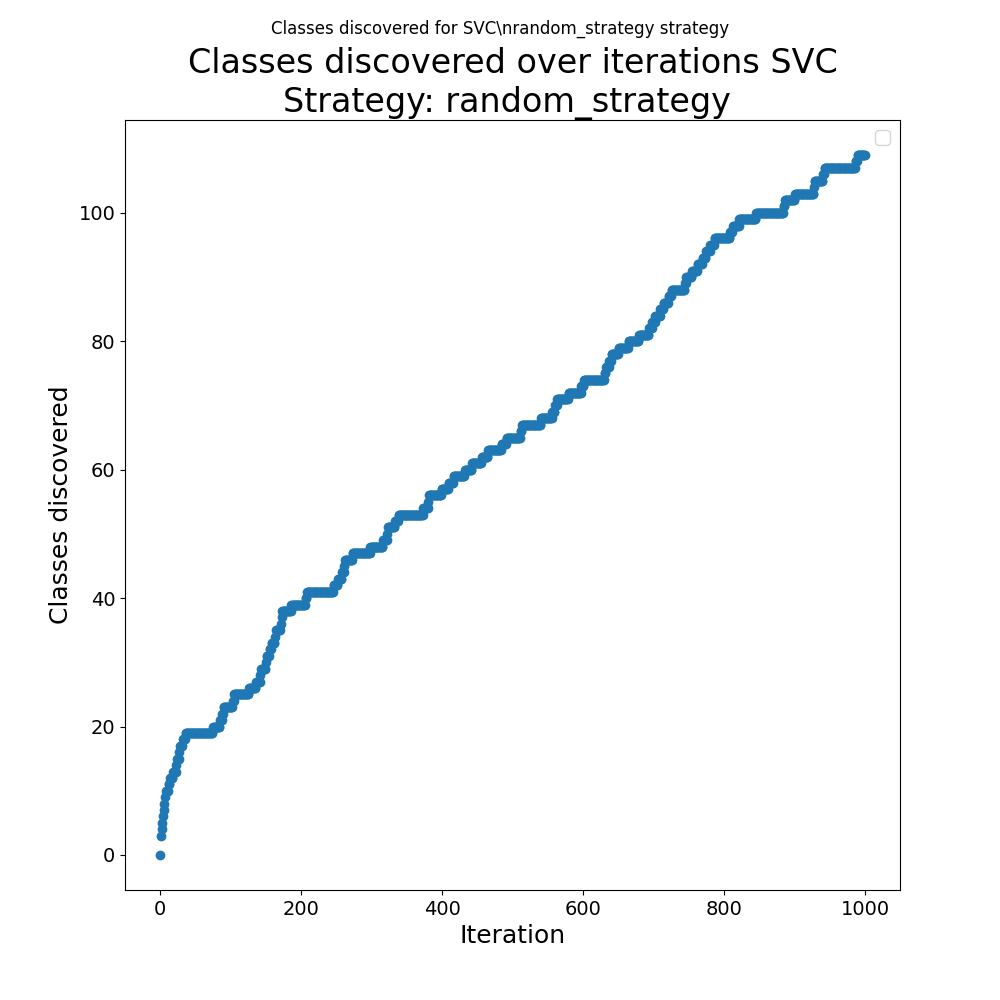 Classes discovered for SVC\nrandom_strategy strategy
Classes discovered over iterations SVC
Strategy: random_strategy
100
80
60
40
20
0
Classes discovered
0 200 400 600 800 1000
Iteration